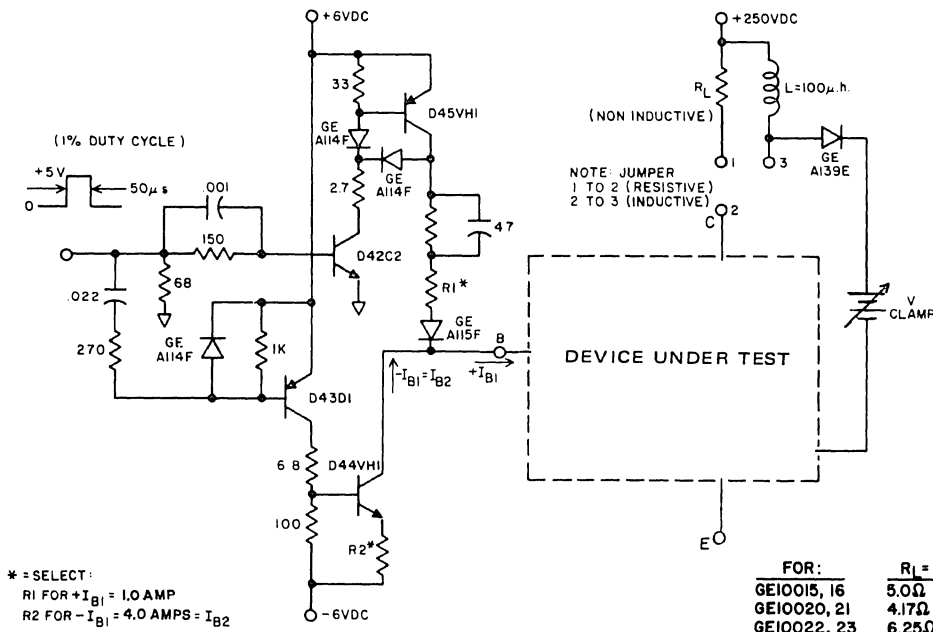 +6VDC
+250VDC
33
D45VH1
R_L
L=100μ.h.
(NON INDUCTIVE)
(1% DUTY CYCLE)
GE
A114F
GE
A114F
GE
A139E
+5V
50μs
0
.001
2.7
1
3
NOTE: JUMPER
1 TO 2 (RESISTIVE)
2 TO 3 (INDUCTIVE)
150
47
C
2
D42C2
68
R1*
.022
V
CLAMP
GE
A115F
GE
A114F
1K
270
B
DEVICE UNDER TEST
-I_B1=I_B2
+I_B1
D43D1
6 8
D44VH1
100
R2*
E
* = SELECT:
R1 FOR +I_B1 = 1.0 AMP
R2 FOR -I_B1 = 4.0 AMPS = I_B2
-6VDC
FOR: R_L=
GE10015, 16 5.0Ω
GE10020, 21 4.17Ω
GE10022, 23 6.25Ω